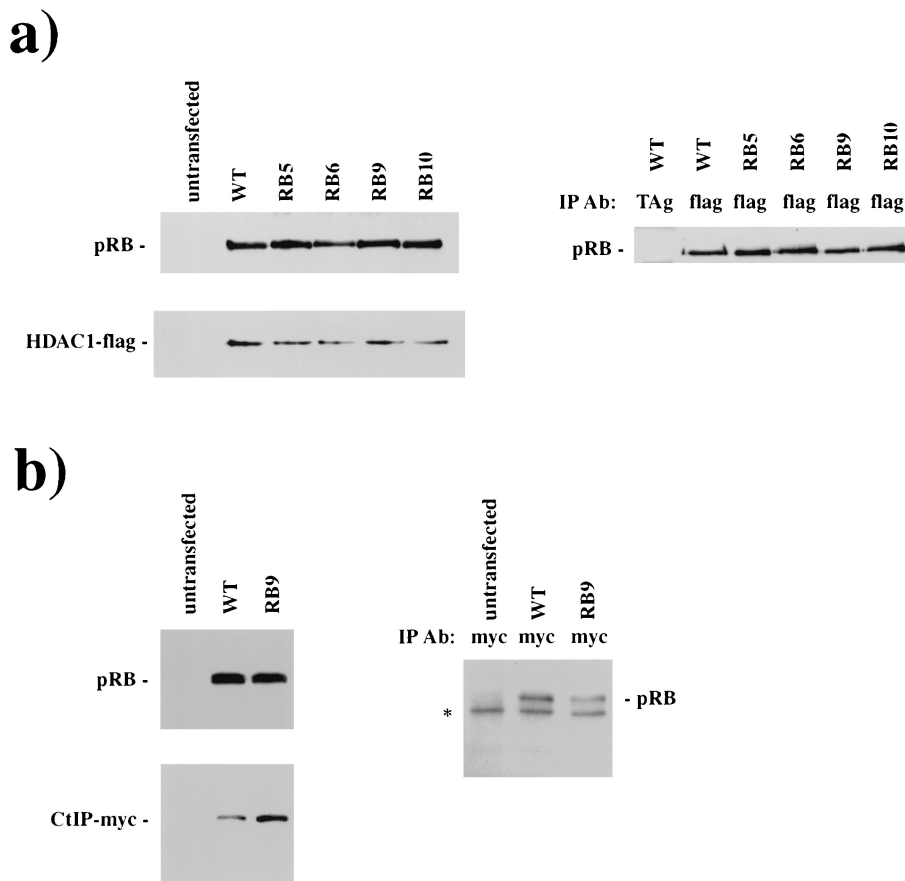 a)
untransfected WT RB5 RB6 RB9 RB10
pRB -
HDAC1-flag -
WT WT RB5 RB6 RB9 RB10
IP Ab: TAg flag flag flag flag flag
pRB -
b)
untransfected WT RB9
pRB -
CtIP-myc -
untransfected WT RB9
IP Ab: myc myc myc
- pRB
*